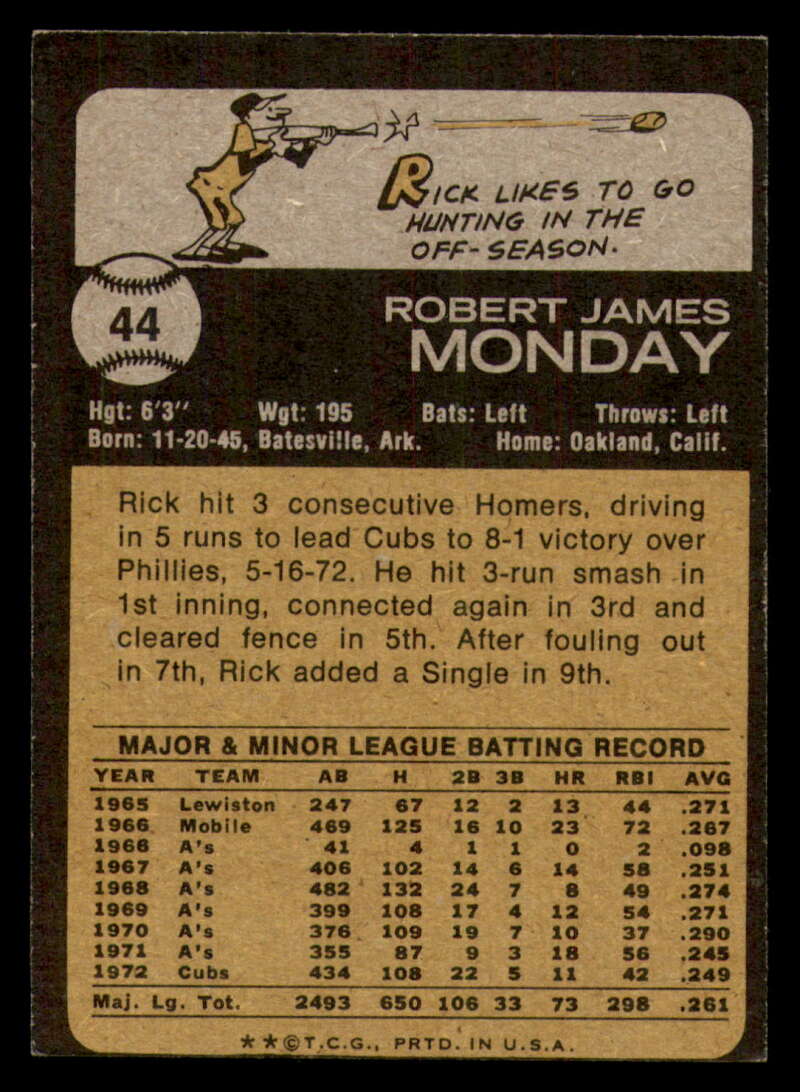 RICK LIKES TO GO
HUNTING IN THE
OFF-SEASON.
44
ROBERT JAMES
MONDAY
Hgt: 6'3" Wgt: 195 Bats: Left Throws: Left
Born: 11-20-45, Batesville, Ark. Home: Oakland, Calif.
Rick hit 3 consecutive Homers, driving
in 5 runs to lead Cubs to 8-1 victory over
Phillies, 5-16-72. He hit 3-run smash in
1st inning, connected again in 3rd and
cleared fence in 5th. After fouling out
in 7th, Rick added a Single in 9th.
MAJOR & MINOR LEAGUE BATTING RECORD
YEAR TEAM AB H 2B 3B HR RBI AVG
1965 Lewiston 247 67 12 2 13 44 .271
1966 Mobile 469 125 16 10 23 72 .267
1966 A's 41 4 1 1 0 2 .098
1967 A's 406 102 14 6 14 58 .251
1968 A's 482 132 24 7 8 49 .274
1969 A's 399 108 17 4 12 54 .271
1970 A's 376 109 19 7 10 37 .290
1971 A's 355 87 9 3 18 56 .245
1972 Cubs 434 108 22 5 11 42 .249
Maj. Lg. Tot. 2493 650 106 33 73 298 .261
**©T.C.G., PRTD. IN U.S.A.